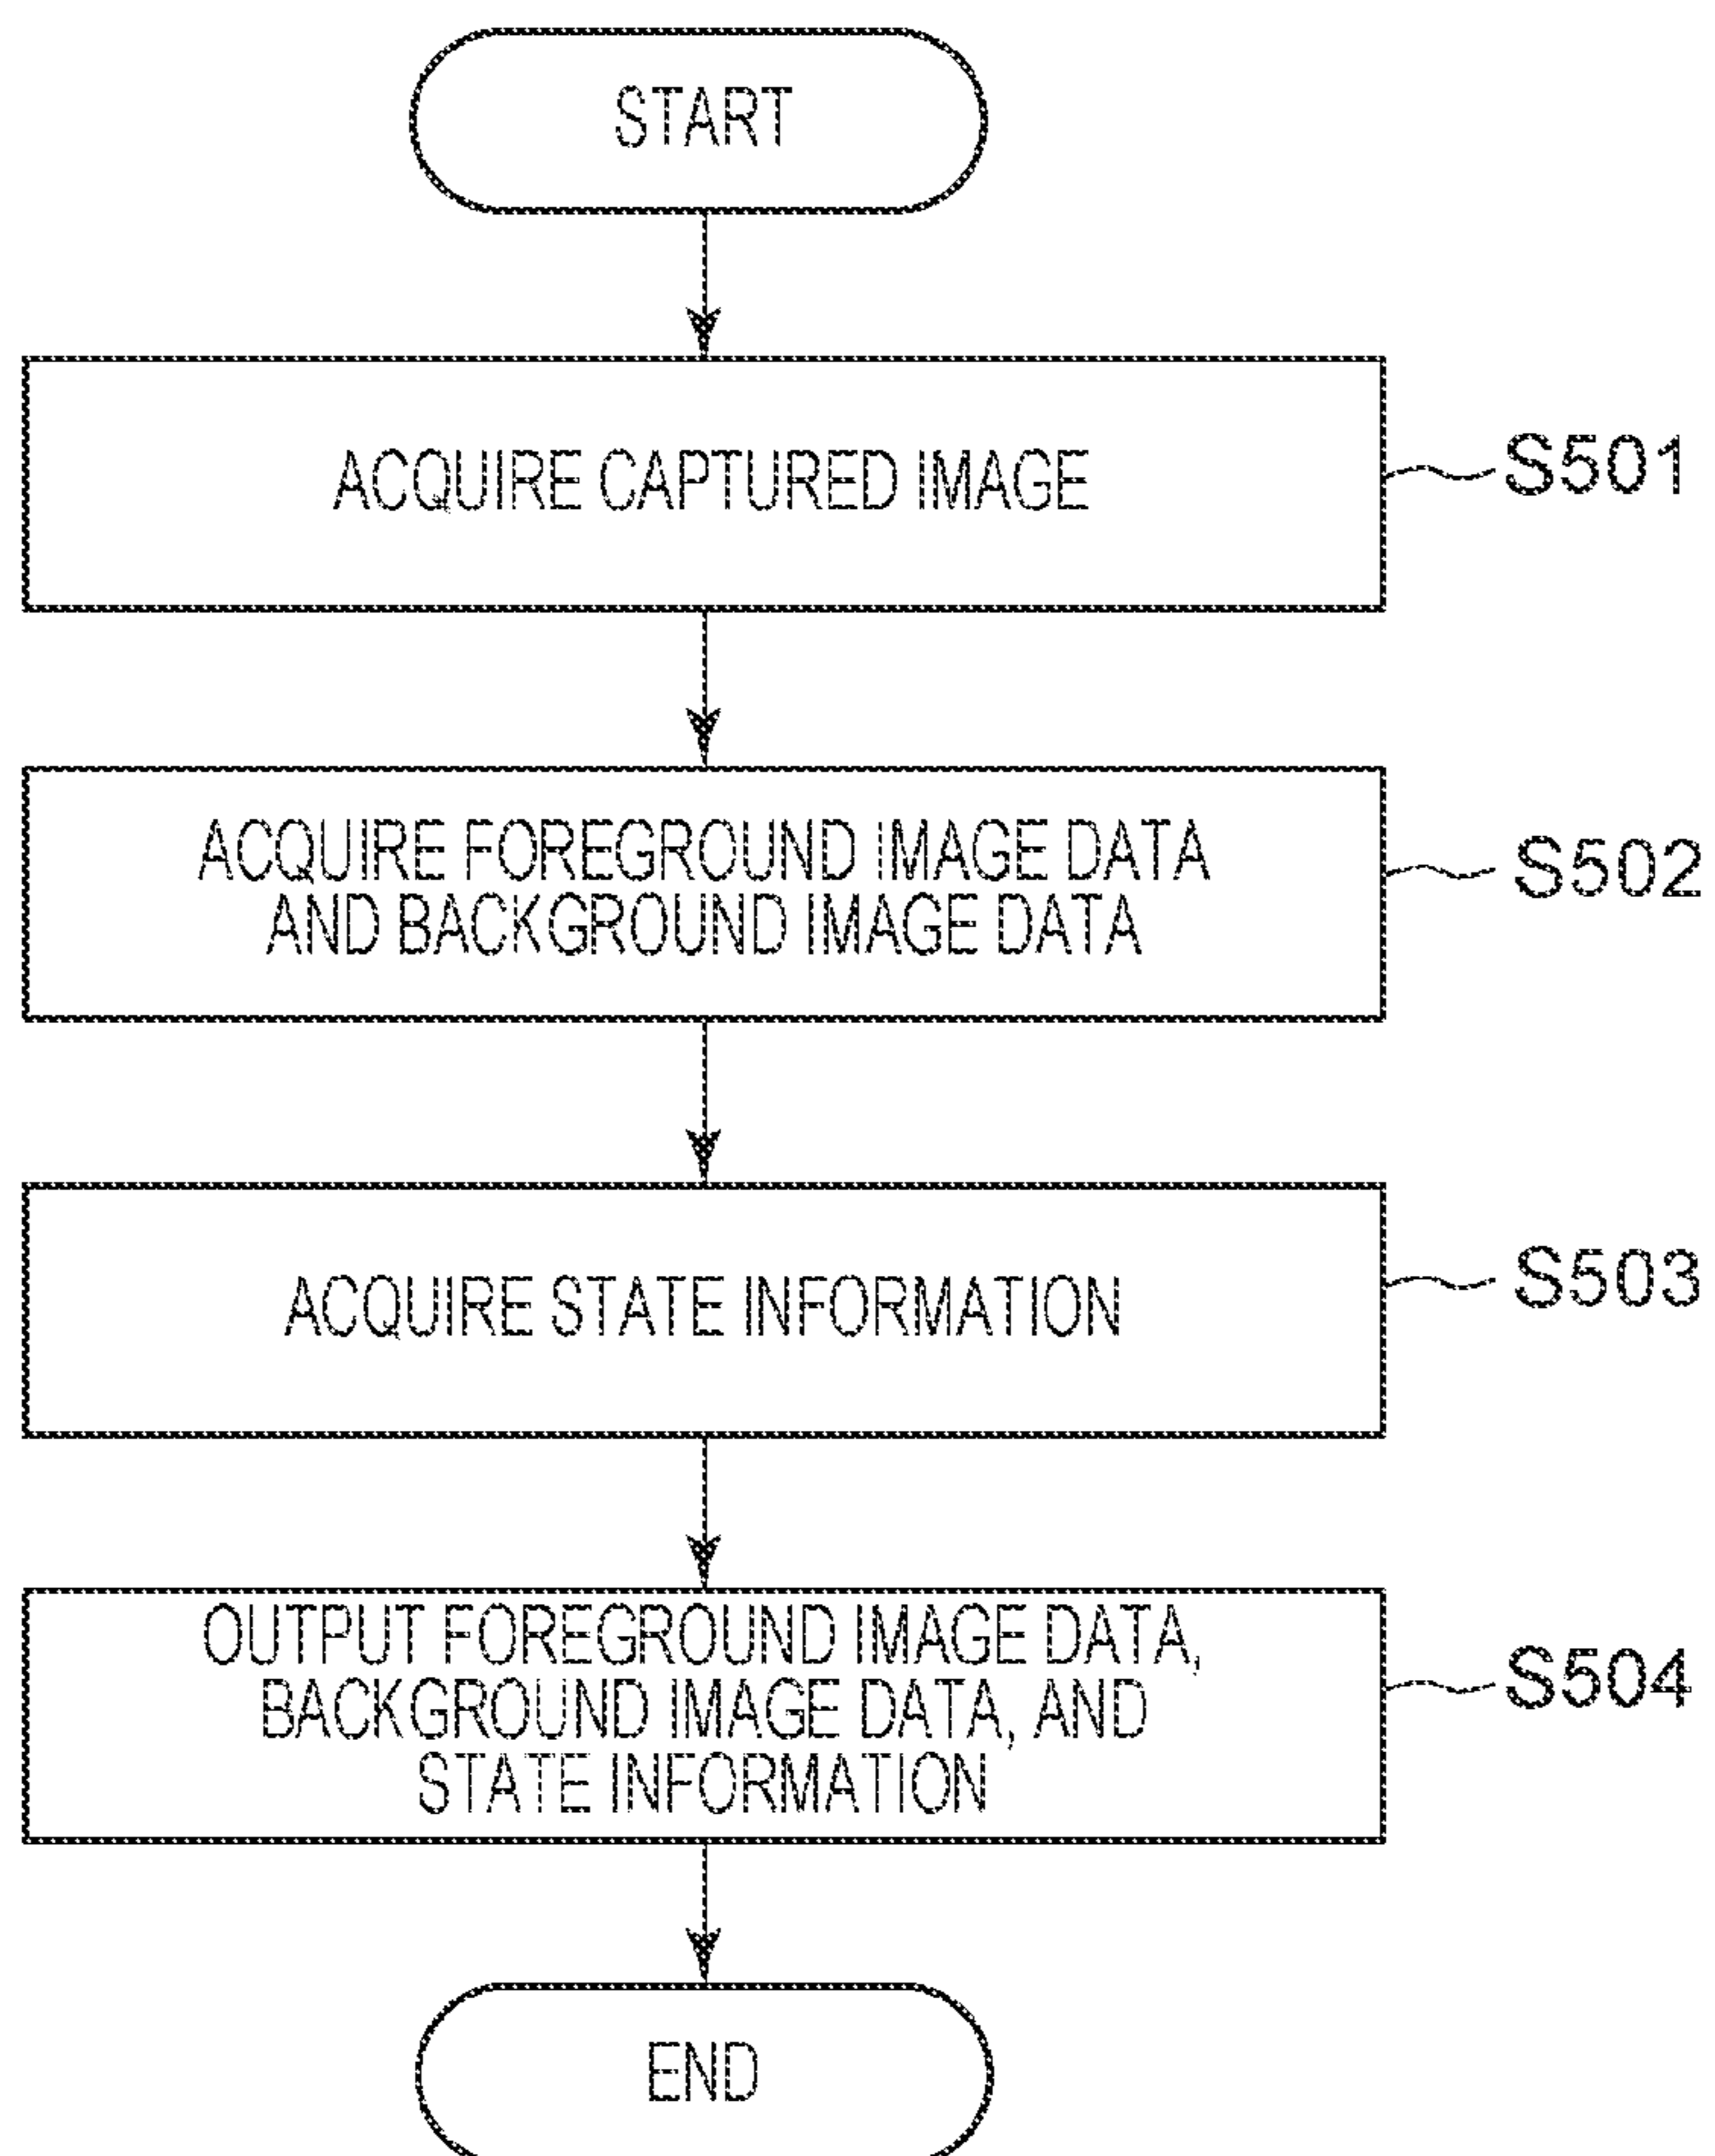 START
ACQUIRE CAPTURED IMAGE
S501
ACQUIRE FOREGROUND IMAGE DATA
AND BACKGROUND IMAGE DATA
S502
ACQUIRE STATE INFORMATION
S503
OUTPUT FOREGROUND IMAGE DATA,
BACKGROUND IMAGE DATA, AND
STATE INFORMATION
S504
END